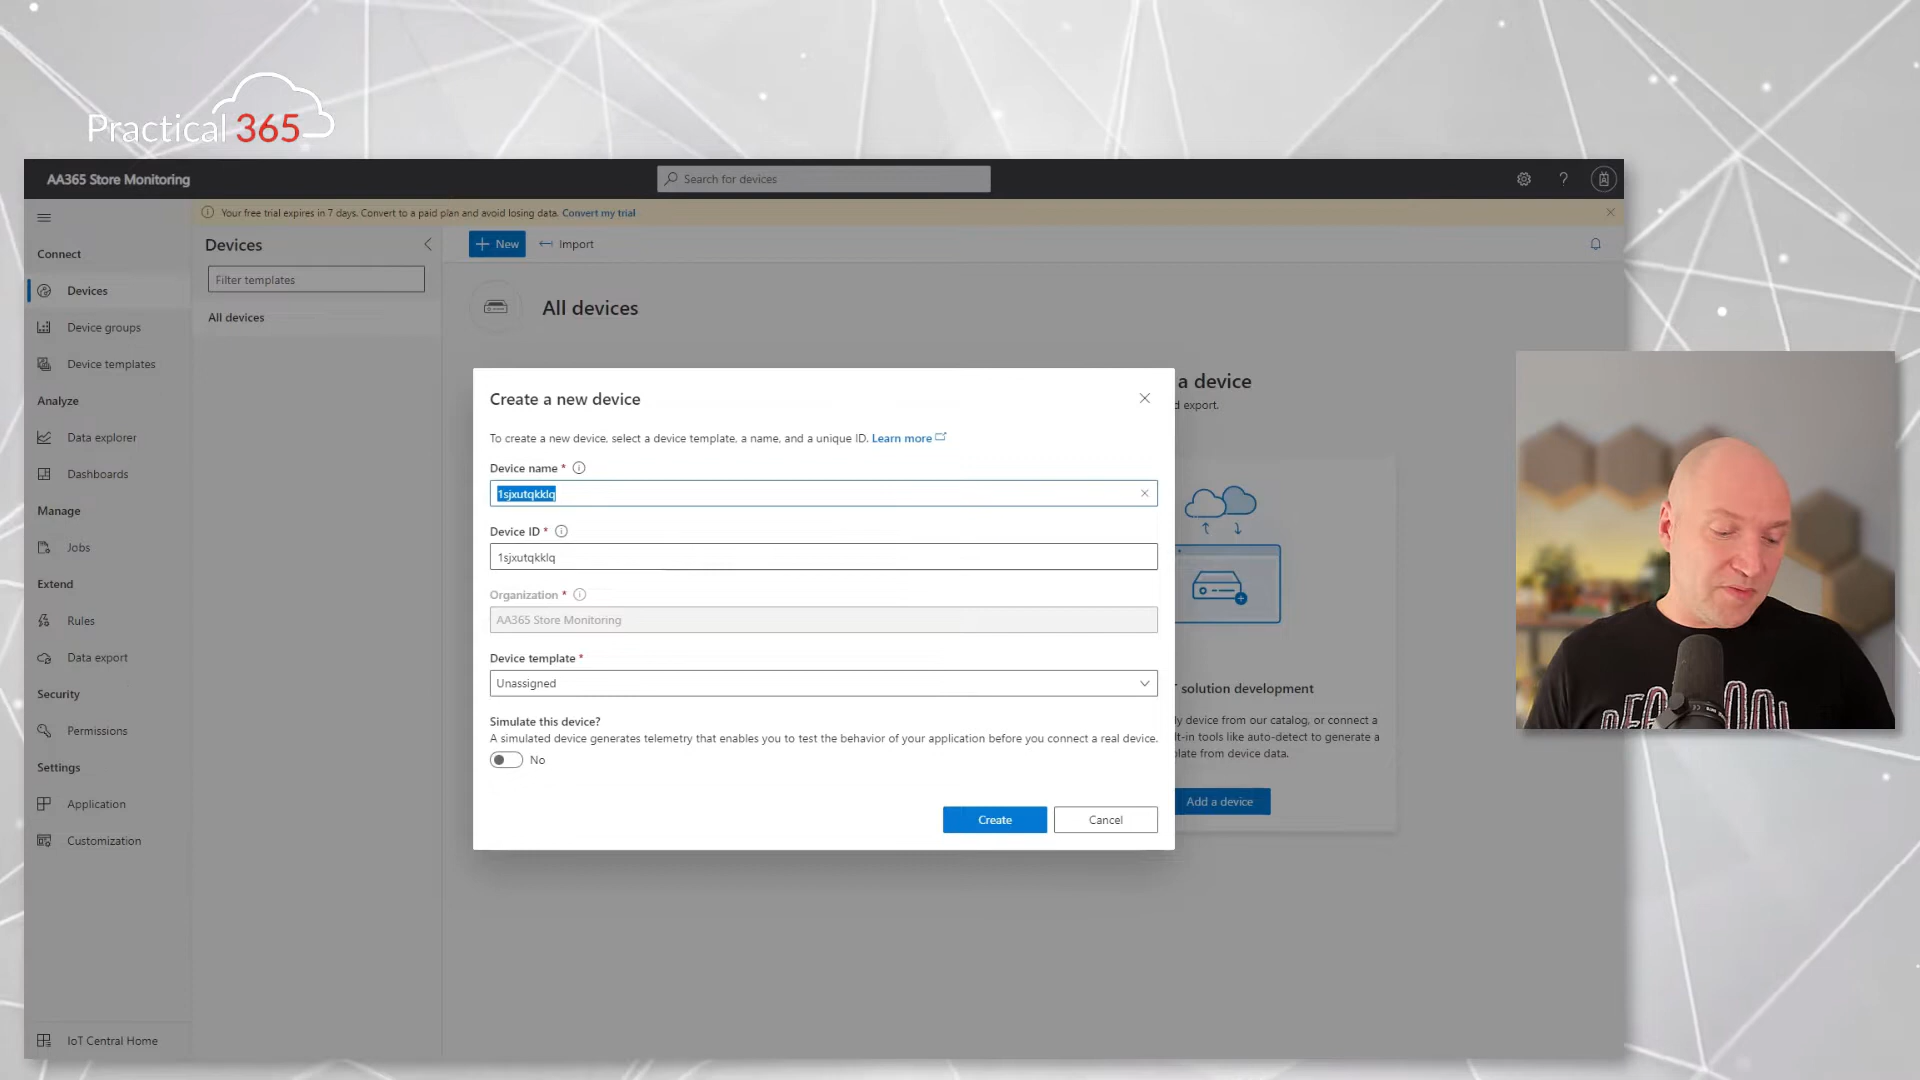 Practical 365
AA365 Store Monitoring
Search for devices
?
Your free trial expires in 7 days. Convert to a paid plan and avoid losing data. Convert my trial
Connect
Devices
Device groups
Device templates
Analyze
Data explorer
Dashboards
Manage
Jobs
Extend
Rules
Data export
Security
Permissions
Settings
Application
Customization
IoT Central Home
Devices
Filter templates
All devices
New
Import
All devices
a device
d export.
solution development
ly device from our catalog, or connect a
lt-in tools like auto-detect to generate a
plate from device data.
Add a device
Create a new device
To create a new device, select a device template, a name, and a unique ID. Learn more
Device name *
1sjxutqkklq
Device ID *
1sjxutqkklq
Organization *
AA365 Store Monitoring
Device template *
Unassigned
Simulate this device?
A simulated device generates telemetry that enables you to test the behavior of your application before you connect a real device.
No
Create
Cancel